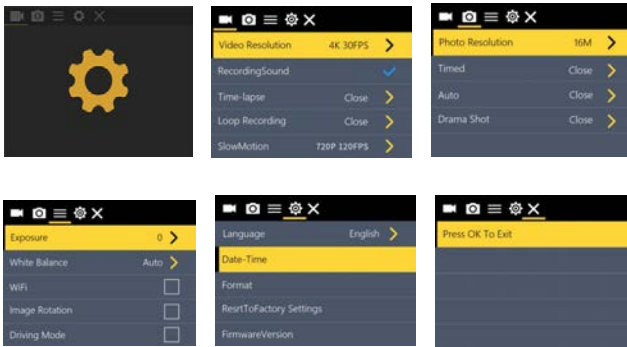 Video Resolution 4K 30FPS
RecordingSound
Time-lapse Close
Loop Recording Close
SlowMotion 720P 120FPS
Photo Resolution 16M
Timed Close
Auto Close
Drama Shot Close
Exposure 0
White Balance Auto
WiFi
Image Rotation
Driving Mode
Language English
Date-Time
Format
ResrtToFactory Settings
FirmwareVersion
Press OK To Exit